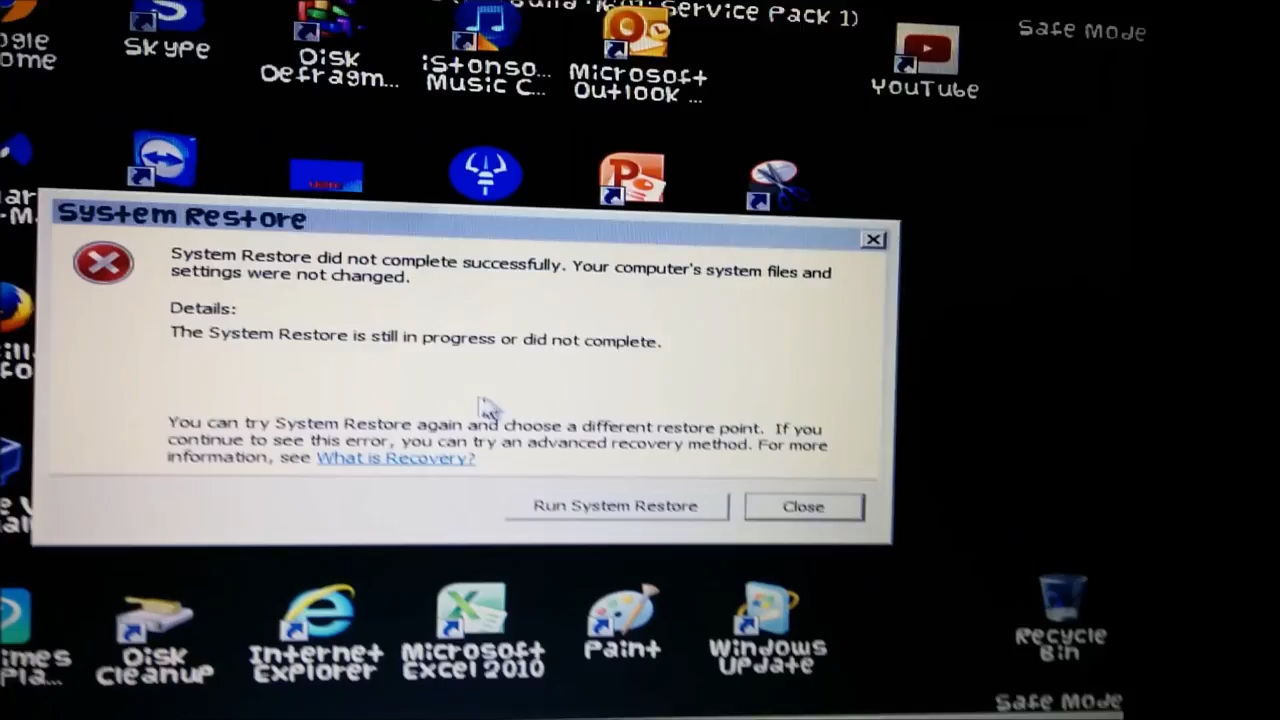 Service Pack 1)
Safe Mode
Skype
Disk
Defragm...
iStonso...
Music C...
Microsoft
Outlook ...
YouTube
System Restore
System Restore did not complete successfully. Your computer's system files and
settings were not changed.
Details:
The System Restore is still in progress or did not complete.
You can try System Restore again and choose a different restore point. If you
continue to see this error, you can try an advanced recovery method. For more
information, see What is Recovery?
Run System Restore
Close
Disk
Cleanup
Internet
Explorer
Microsoft
Excel 2010
Paint
Windows
Update
Recycle
Bin
Safe Mode